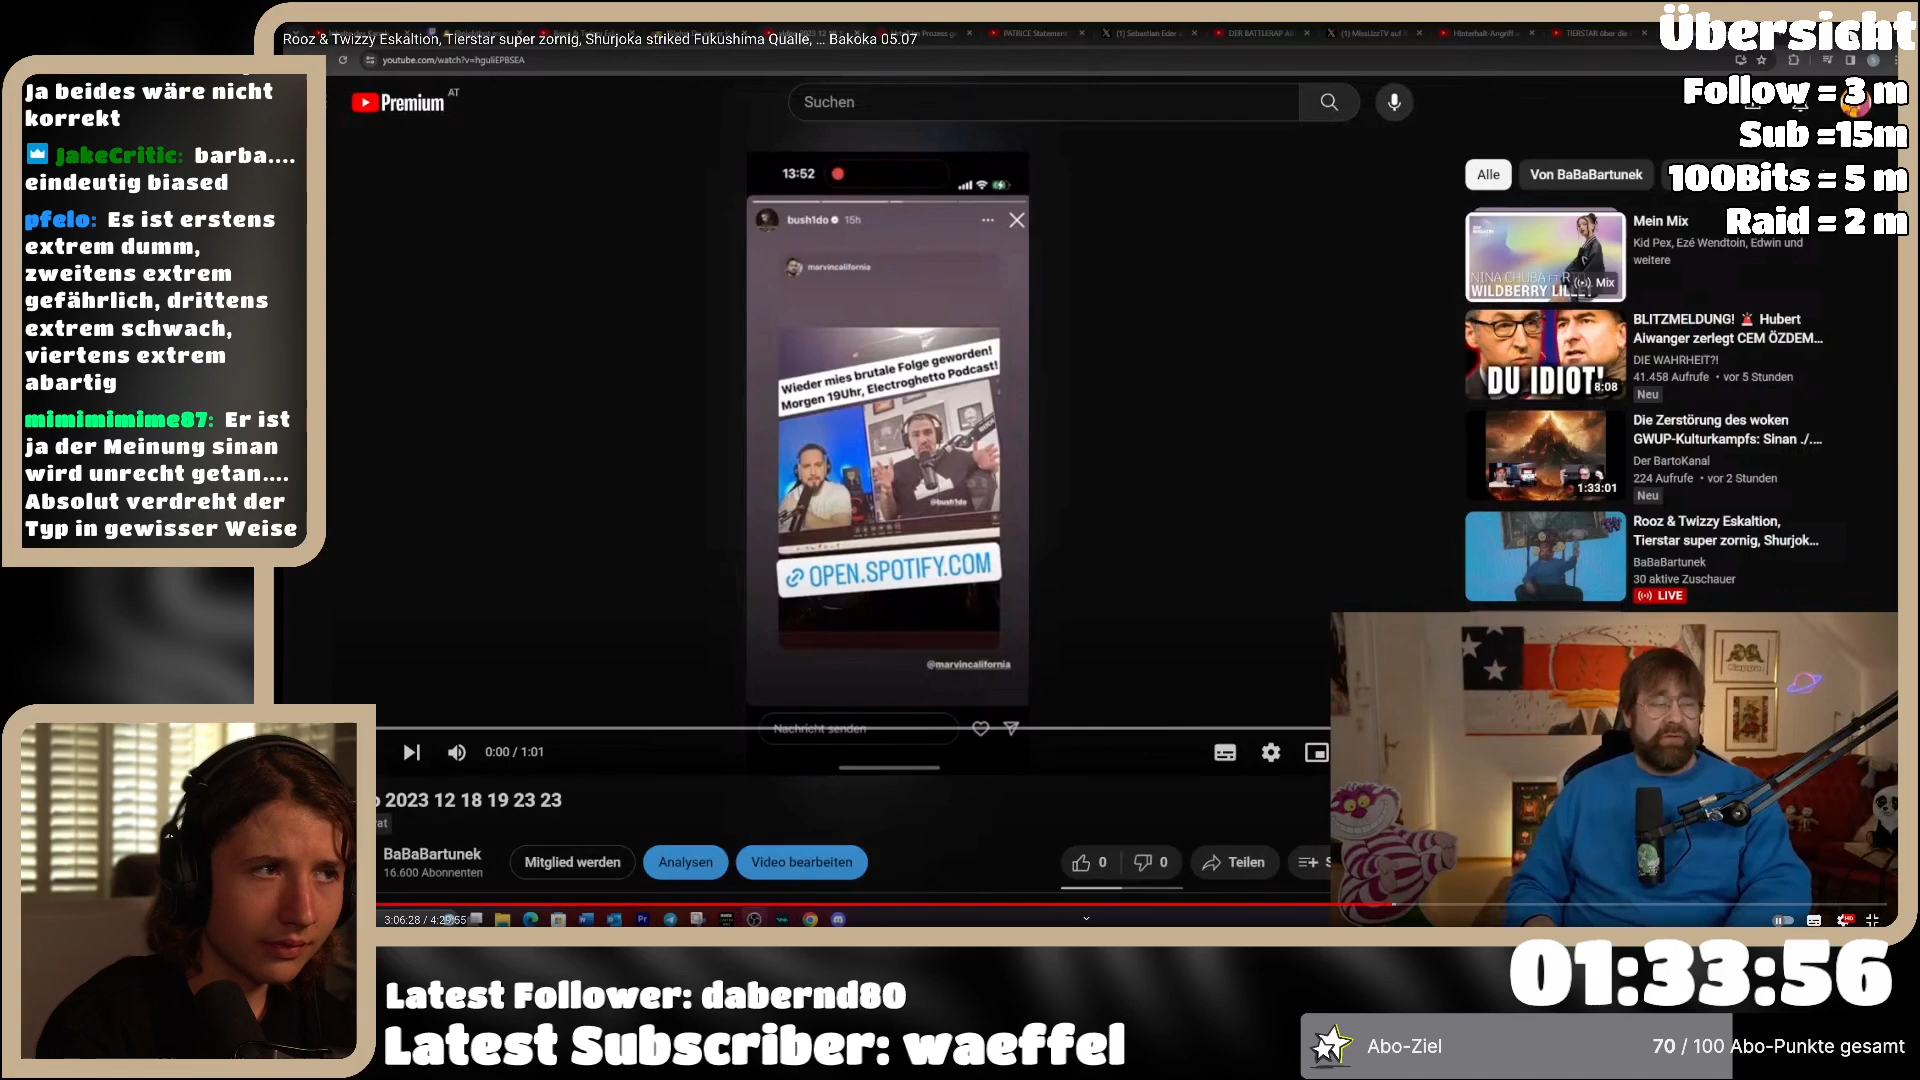 Rooz & Twizzy Eskaltion, Tierstar super zornig, Shurjoka striked Fukushima Qualle, ... Bakoka 05.07
youtube.com/watch?v=hguliEPBSEA
Übersicht
Follow = 3 m
Sub =15m
100Bits = 5 m
Raid = 2 m
Ja beides wäre nicht
korrekt
JakeCritic: barba....
eindeutig biased
pfelo: Es ist erstens
extrem dumm,
zweitens extrem
gefährlich, drittens
extrem schwach,
viertens extrem
abartig
mimimimime87: Er ist
ja der Meinung sinan
wird unrecht getan....
Absolut verdreht der
Typ in gewisser Weise
Premium AT
Suchen
13:52
bush1do 15h
marvincalifornia
Wieder mies brutale Folge geworden!
Morgen 19Uhr, Electroghetto Podcast!
@bush1do
OPEN.SPOTIFY.COM
@marvincalifornia
Nachricht senden
Alle
Von BaBaBartunek
Mein Mix
Kid Pex, Ezé Wendtoin, Edwin und
weitere
WILDBERRY
Mix
BLITZMELDUNG! Hubert
Aiwanger zerlegt CEM ÖZDEM...
DIE WAHRHEIT?!
41.458 Aufrufe • vor 5 Stunden
Neu
DU IDIOT!
8:08
Die Zerstörung des woken
GWUP-Kulturkampfs: Sinan ./....
Der BartoKanal
224 Aufrufe • vor 2 Stunden
Neu
1:33:01
Rooz & Twizzy Eskaltion,
Tierstar super zornig, Shurjok...
BaBaBartunek
30 aktive Zuschauer
LIVE
0:00 / 1:01
2023 12 18 19 23 23
BaBaBartunek
16.600 Abonnenten
Mitglied werden
Analysen
Video bearbeiten
0
0
Teilen
3:06:28 / 4:29:55
Latest Follower: dabernd80
Latest Subscriber: waeffel
01:33:56
Abo-Ziel
70 / 100 Abo-Punkte gesamt